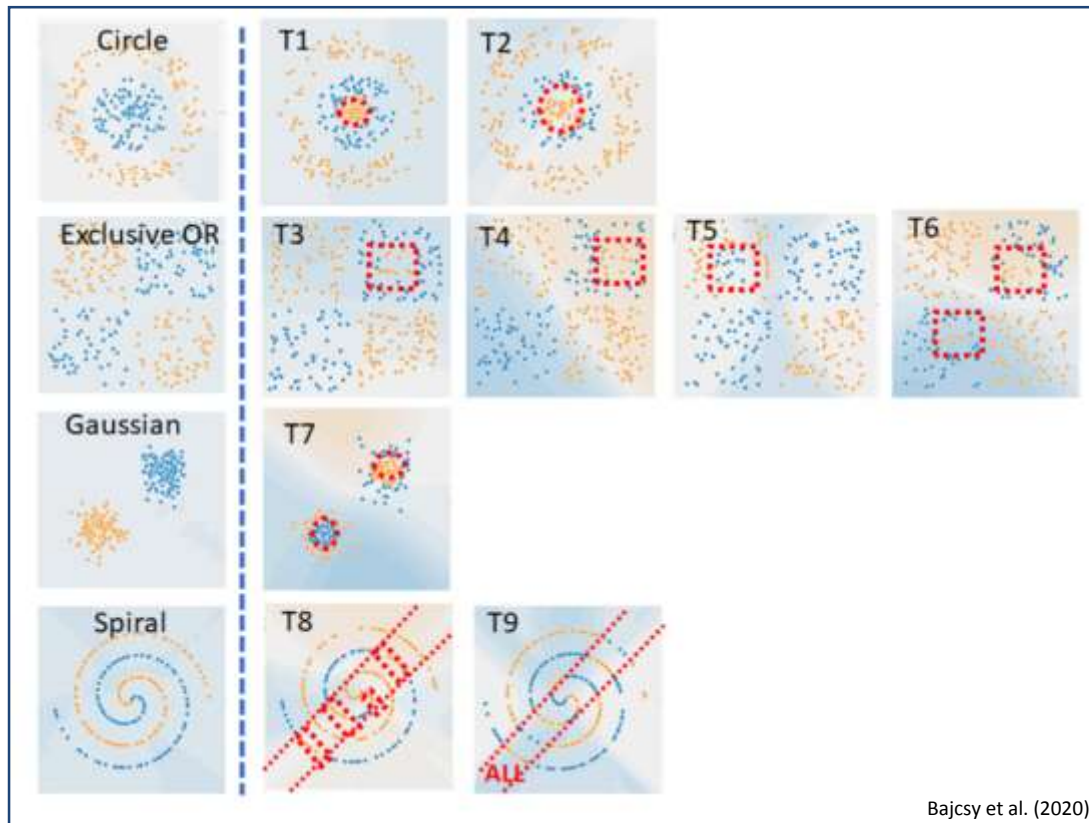 Circle
T1
T2
Exclusive OR
T3
T4
T5
T6
Gaussian
T7
Spiral
T8
T9
ALL
Bajcsy et al. (2020)